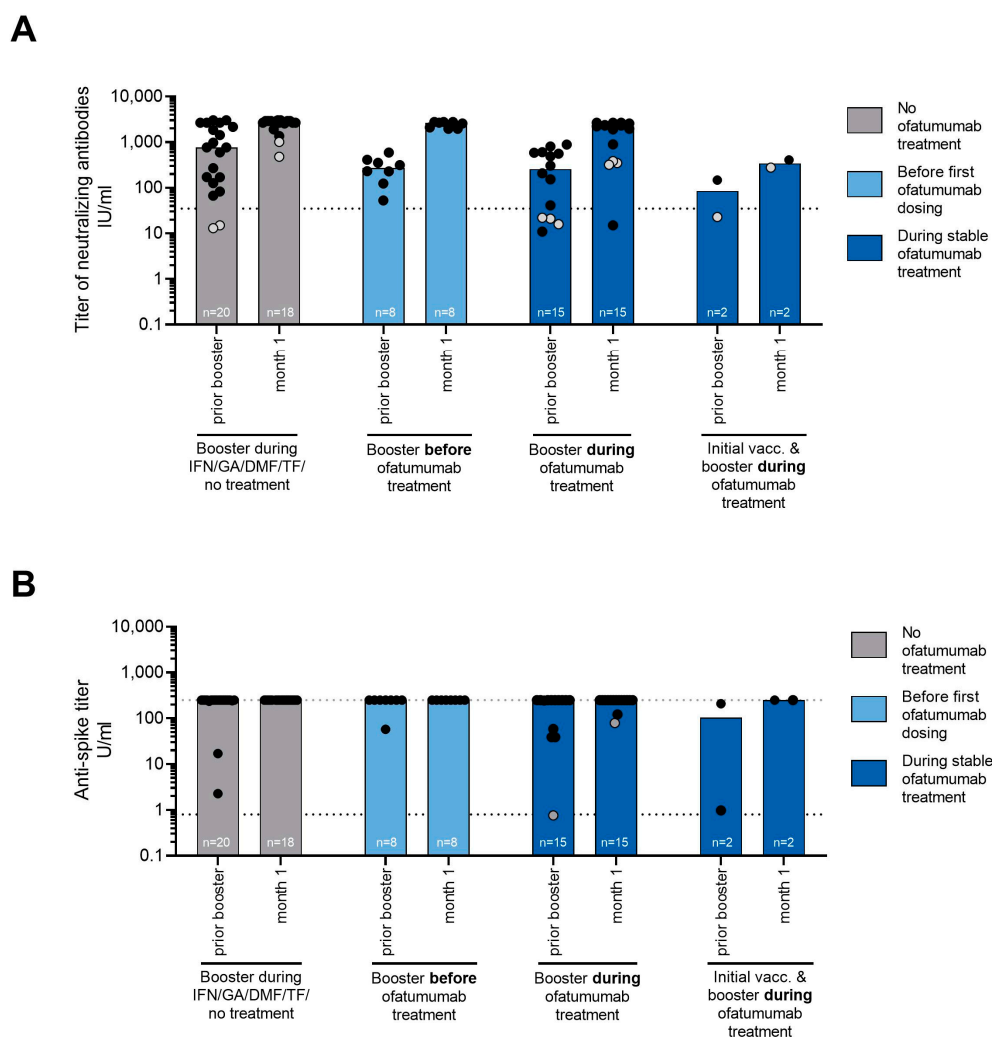 A
Titer of neutralizing antibodies
IU/ml
10,000
1,000
100
10
1
0.1
n=20
n=18
n=8
n=8
n=15
n=15
n=2
n=2
prior booster
month 1
prior booster
month 1
prior booster
month 1
prior booster
month 1
Booster during
IFN/GA/DMF/TF/
no treatment
Booster before
ofatumumab
treatment
Booster during
ofatumumab
treatment
Initial vacc. &
booster during
ofatumumab
treatment
No
ofatumumab
treatment
Before first
ofatumumab
dosing
During stable
ofatumumab
treatment
B
Anti-spike titer
U/ml
10,000
1,000
100
10
1
0.1
n=20
n=18
n=8
n=8
n=15
n=15
n=2
n=2
prior booster
month 1
prior booster
month 1
prior booster
month 1
prior booster
month 1
Booster during
IFN/GA/DMF/TF/
no treatment
Booster before
ofatumumab
treatment
Booster during
ofatumumab
treatment
Initial vacc. &
booster during
ofatumumab
treatment
No
ofatumumab
treatment
Before first
ofatumumab
dosing
During stable
ofatumumab
treatment